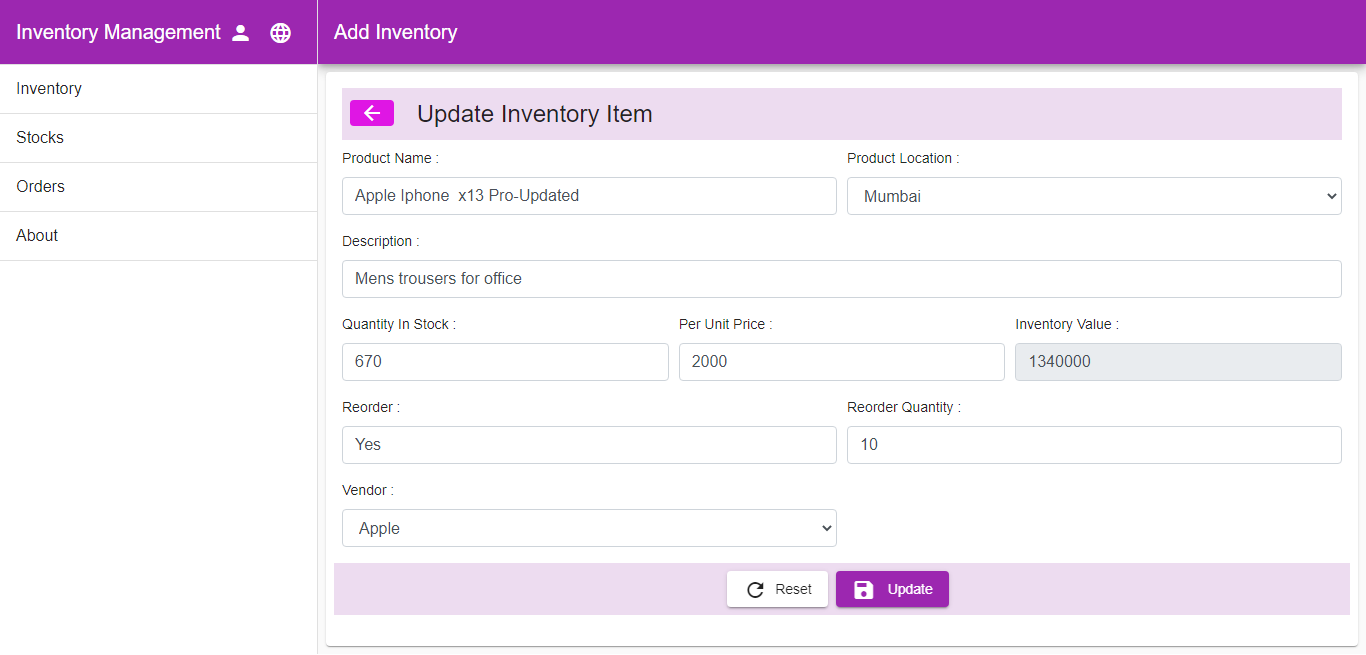 Inventory Management
Add Inventory
Inventory
Stocks
Orders
About
Update Inventory Item
Product Name :
Product Location :
Apple Iphone  x13 Pro-Updated
Mumbai
Description :
Mens trousers for office
Quantity In Stock :
Per Unit Price :
Inventory Value :
670
2000
1340000
Reorder :
Reorder Quantity :
Yes
10
Vendor :
Apple
Reset
Update